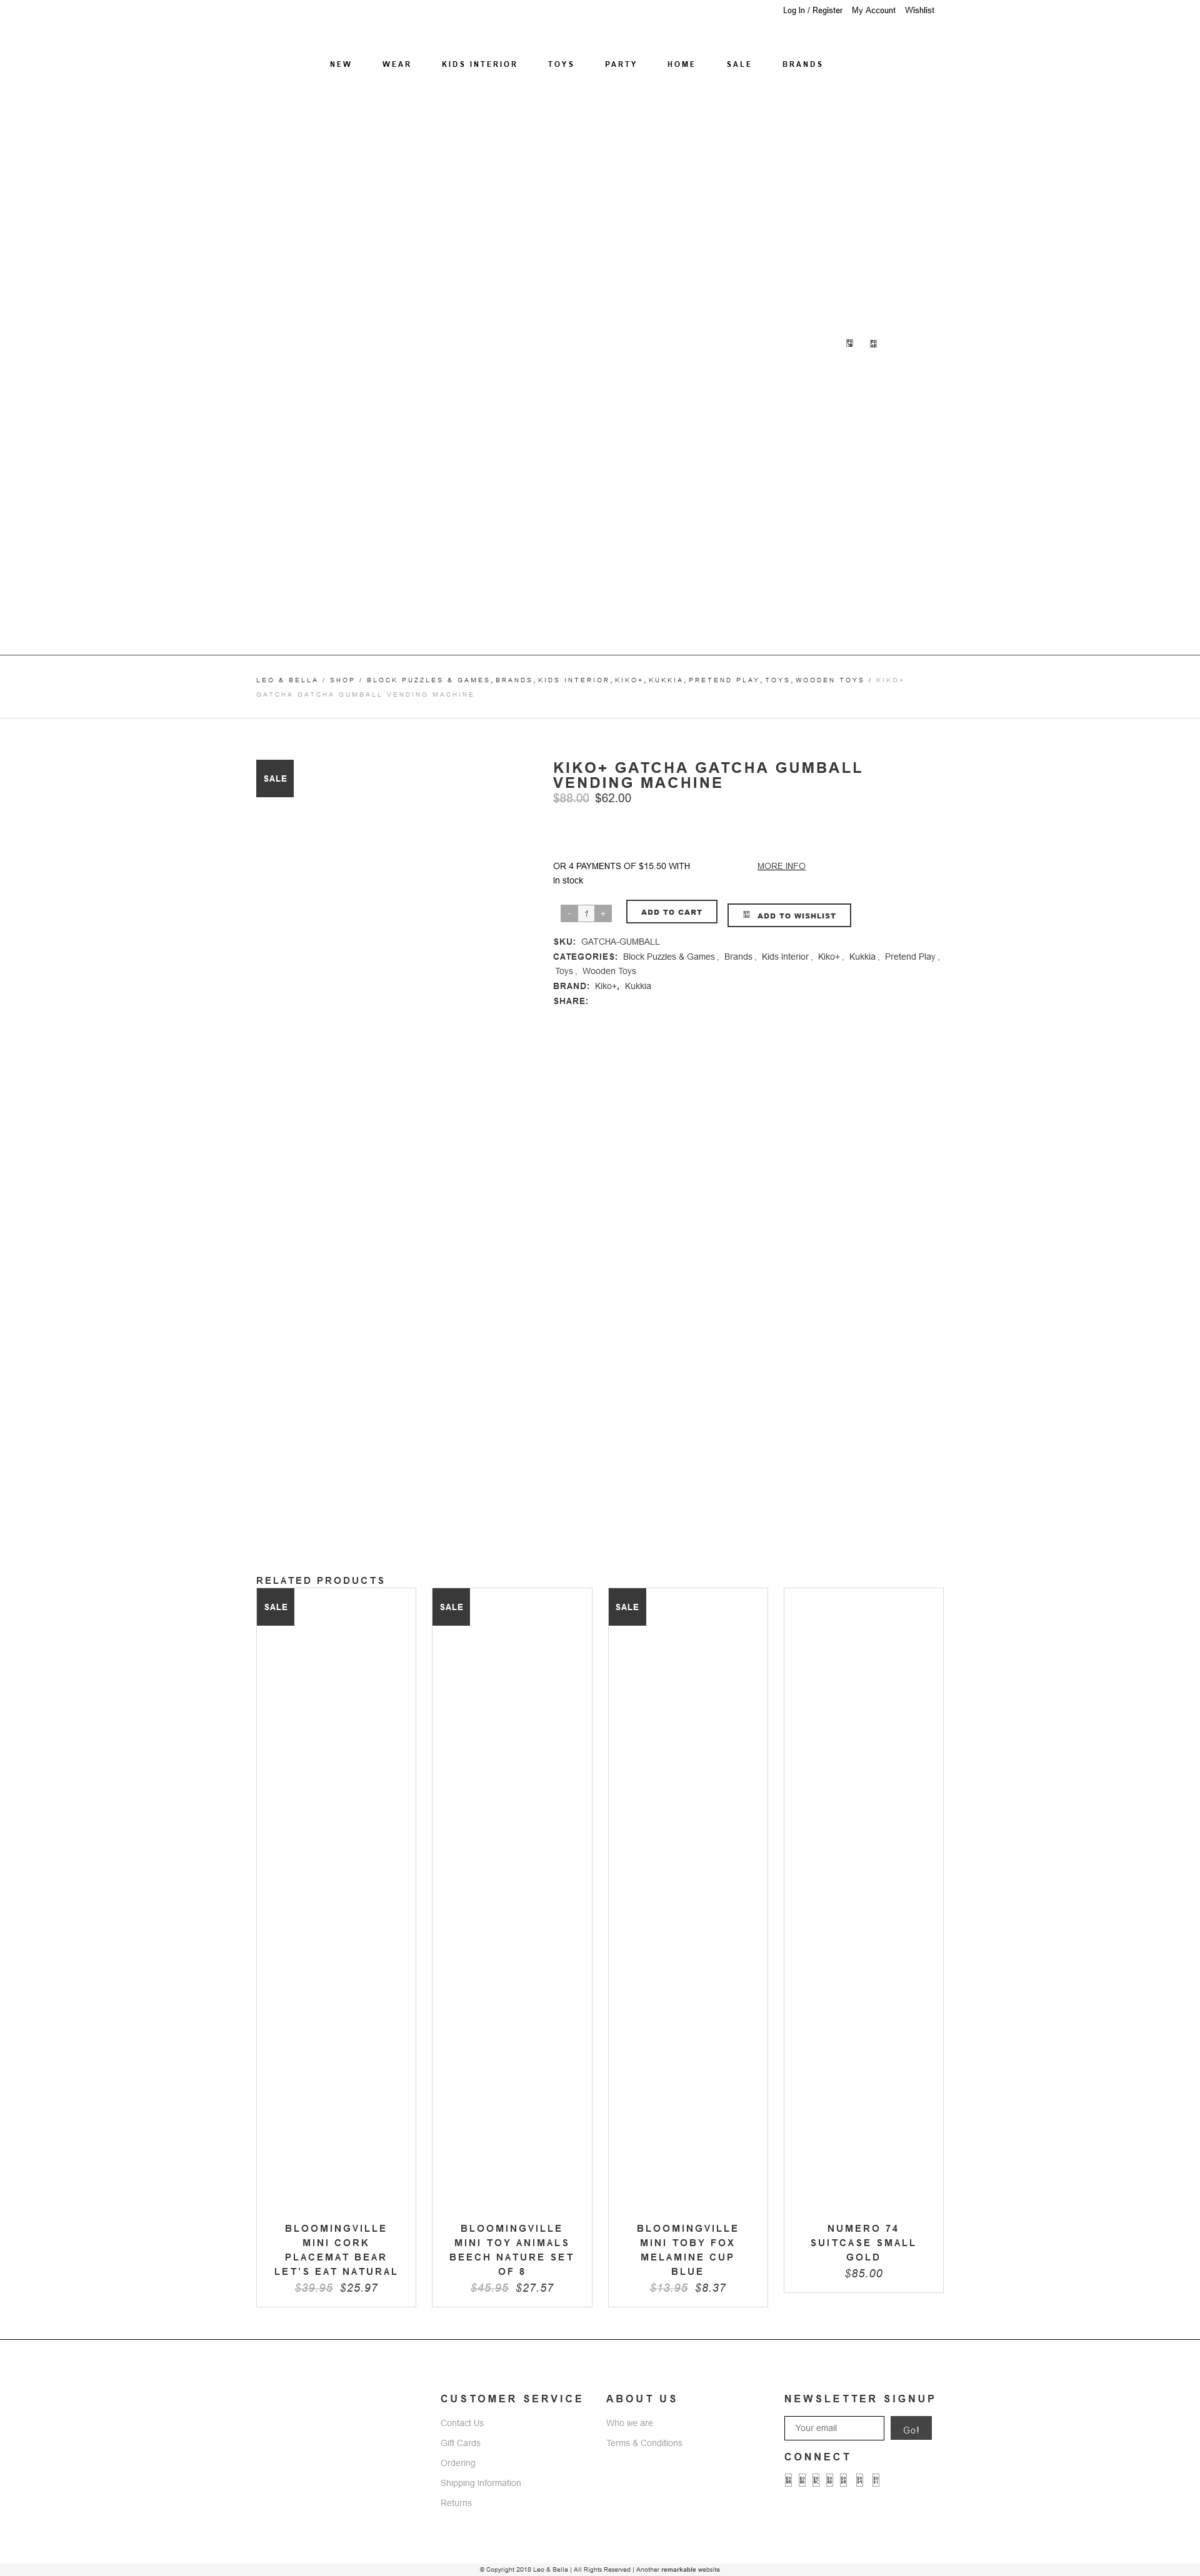 Log In / Register My Account Wishlist
NEW WEAR KIDS INTERIOR TOYS PARTY HOME SALE BRANDS
LEO & BELLA / SHOP / BLOCK PUZZLES & GAMES, BRANDS, KIDS INTERIOR, KIKO+, KUKKIA, PRETEND PLAY, TOYS, WOODEN TOYS / KIKO+
GATCHA GATCHA GUMBALL VENDING MACHINE
SALE
KIKO+ GATCHA GATCHA GUMBALL
VENDING MACHINE
$88.00 $62.00
OR 4 PAYMENTS OF $15.50 WITH MORE INFO
In stock
- 1 + ADD TO CART ADD TO WISHLIST
SKU: GATCHA-GUMBALL
CATEGORIES: Block Puzzles & Games , Brands , Kids Interior , Kiko+ , Kukkia , Pretend Play ,
Toys , Wooden Toys
BRAND: Kiko+, Kukkia
SHARE:
RELATED PRODUCTS
SALE SALE SALE
BLOOMINGVILLE
MINI CORK
PLACEMAT BEAR
LET'S EAT NATURAL
$39.95 $25.97
BLOOMINGVILLE
MINI TOY ANIMALS
BEECH NATURE SET
OF 8
$45.95 $27.57
BLOOMINGVILLE
MINI TOBY FOX
MELAMINE CUP
BLUE
$13.95 $8.37
NUMERO 74
SUITCASE SMALL
GOLD
$85.00
CUSTOMER SERVICE
Contact Us
Gift Cards
Ordering
Shipping Information
Returns
ABOUT US
Who we are
Terms & Conditions
NEWSLETTER SIGNUP
Your email Go!
CONNECT
© Copyright 2018 Leo & Bella | All Rights Reserved | Another remarkable website